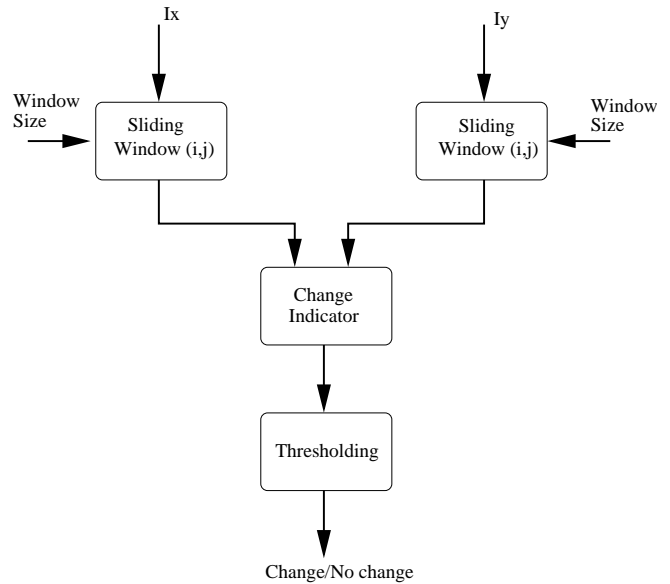 Ix
Iy
Window
Size
Sliding
Window (i,j)
Sliding
Window (i,j)
Window
Size
Change
Indicator
Thresholding
Change/No change